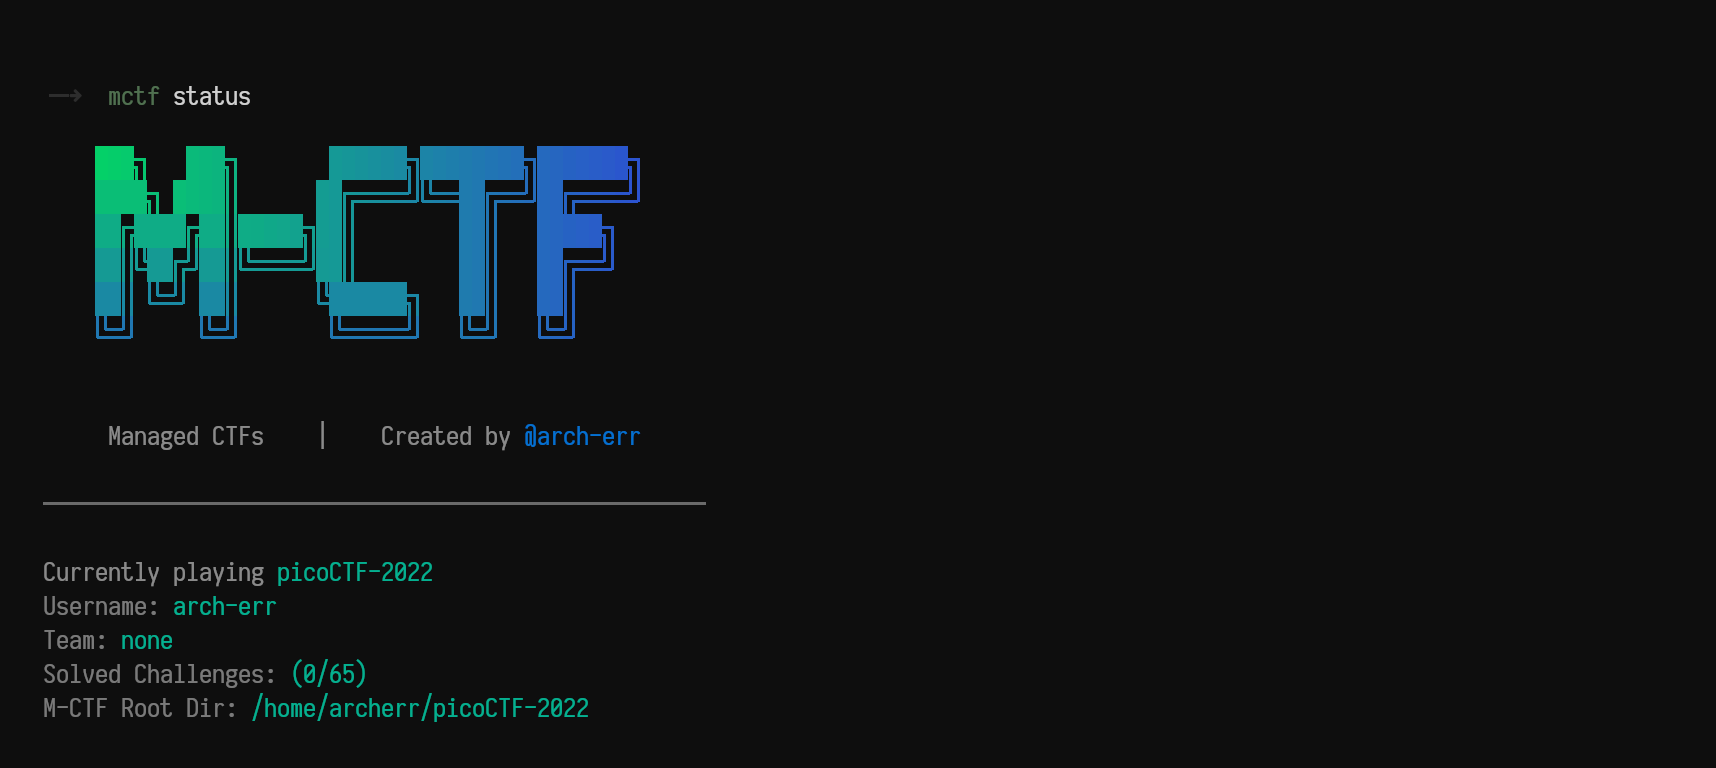 ⟶ mctf status
M-CTF
Managed CTFs | Created by @arch-err
Currently playing picoCTF-2022
Username: arch-err
Team: none
Solved Challenges: (0/65)
M-CTF Root Dir: /home/archerr/picoCTF-2022